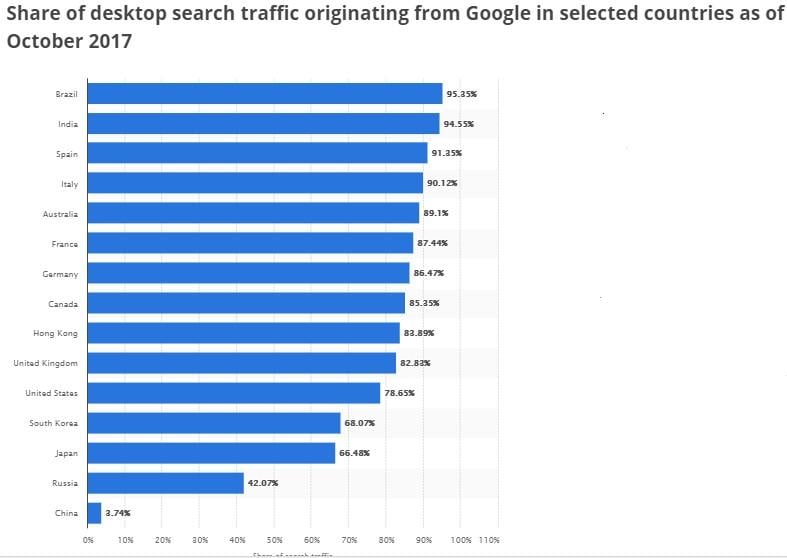 Share of desktop search traffic originating from Google in selected countries as of
October 2017
Brazil 95.35%
India 94.55%
Spain 91.35%
Italy 90.12%
Australia 89.1%
France 87.44%
Germany 86.47%
Canada 85.35%
Hong Kong 83.89%
United Kingdom 82.83%
United States 78.65%
South Korea 68.07%
Japan 66.48%
Russia 42.07%
China 3.74%
0% 10% 20% 30% 40% 50% 60% 70% 80% 90% 100% 110%
Share of search traffic